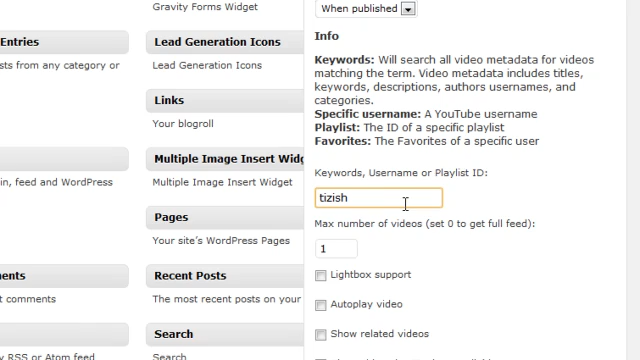 Gravity Forms Widget
Entries
sts from any category or
in, feed and WordPress
ments
st comments
y RSS or Atom feed
Lead Generation Icons
Lead Generation Icons
Links
Your blogroll
Multiple Image Insert Widg
Multiple Image Insert Widget
Pages
Your site's WordPress Pages
Recent Posts
The most recent posts on your
Search
Search
When published
Info
Keywords: Will search all video metadata for videos
matching the term. Video metadata includes titles,
keywords, descriptions, authors usernames, and
categories.
Specific username: A YouTube username
Playlist: The ID of a specific playlist
Favorites: The Favorites of a specific user
Keywords, Username or Playlist ID:
tizish
Max number of videos (set 0 to get full feed):
1
Lightbox support
Autoplay video
Show related videos